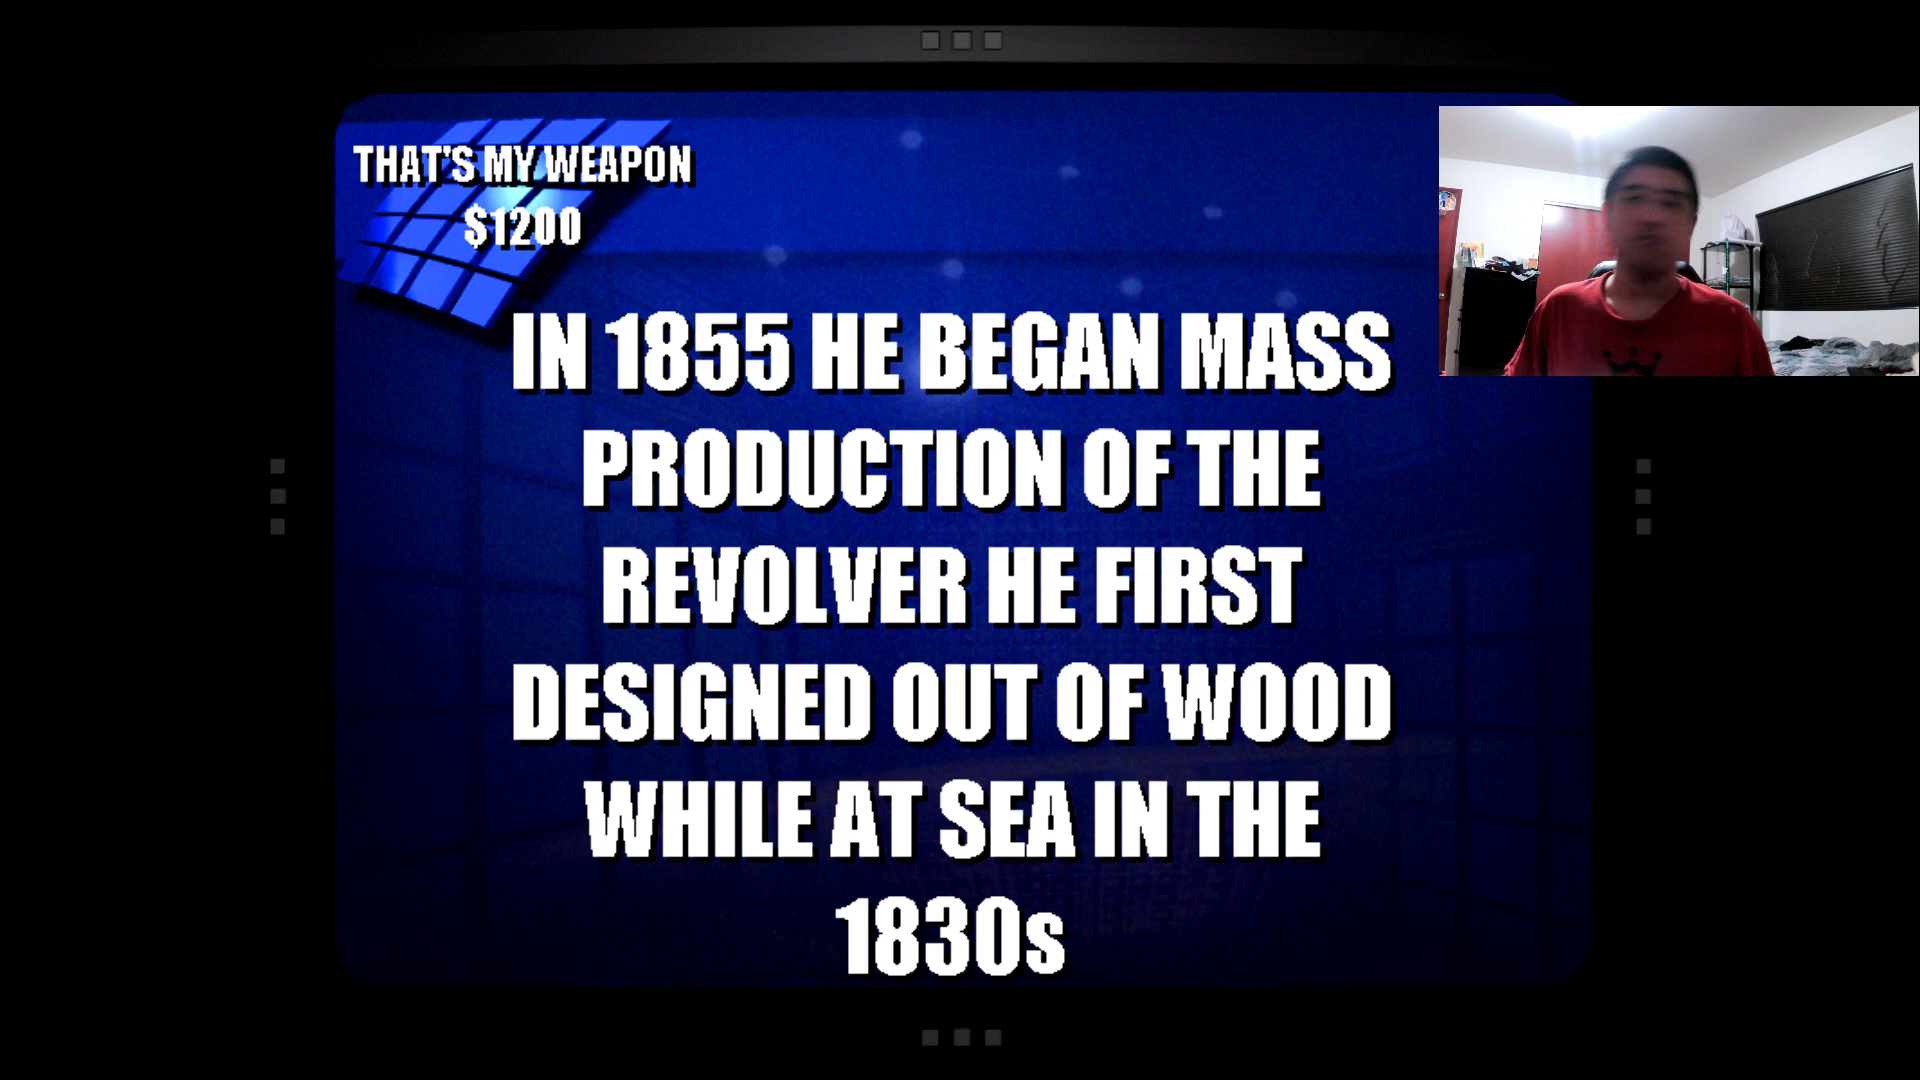 THAT'S MY WEAPON
$1200
IN 1855 HE BEGAN MASS
PRODUCTION OF THE
REVOLVER HE FIRST
DESIGNED OUT OF WOOD
WHILE AT SEA IN THE
1830s